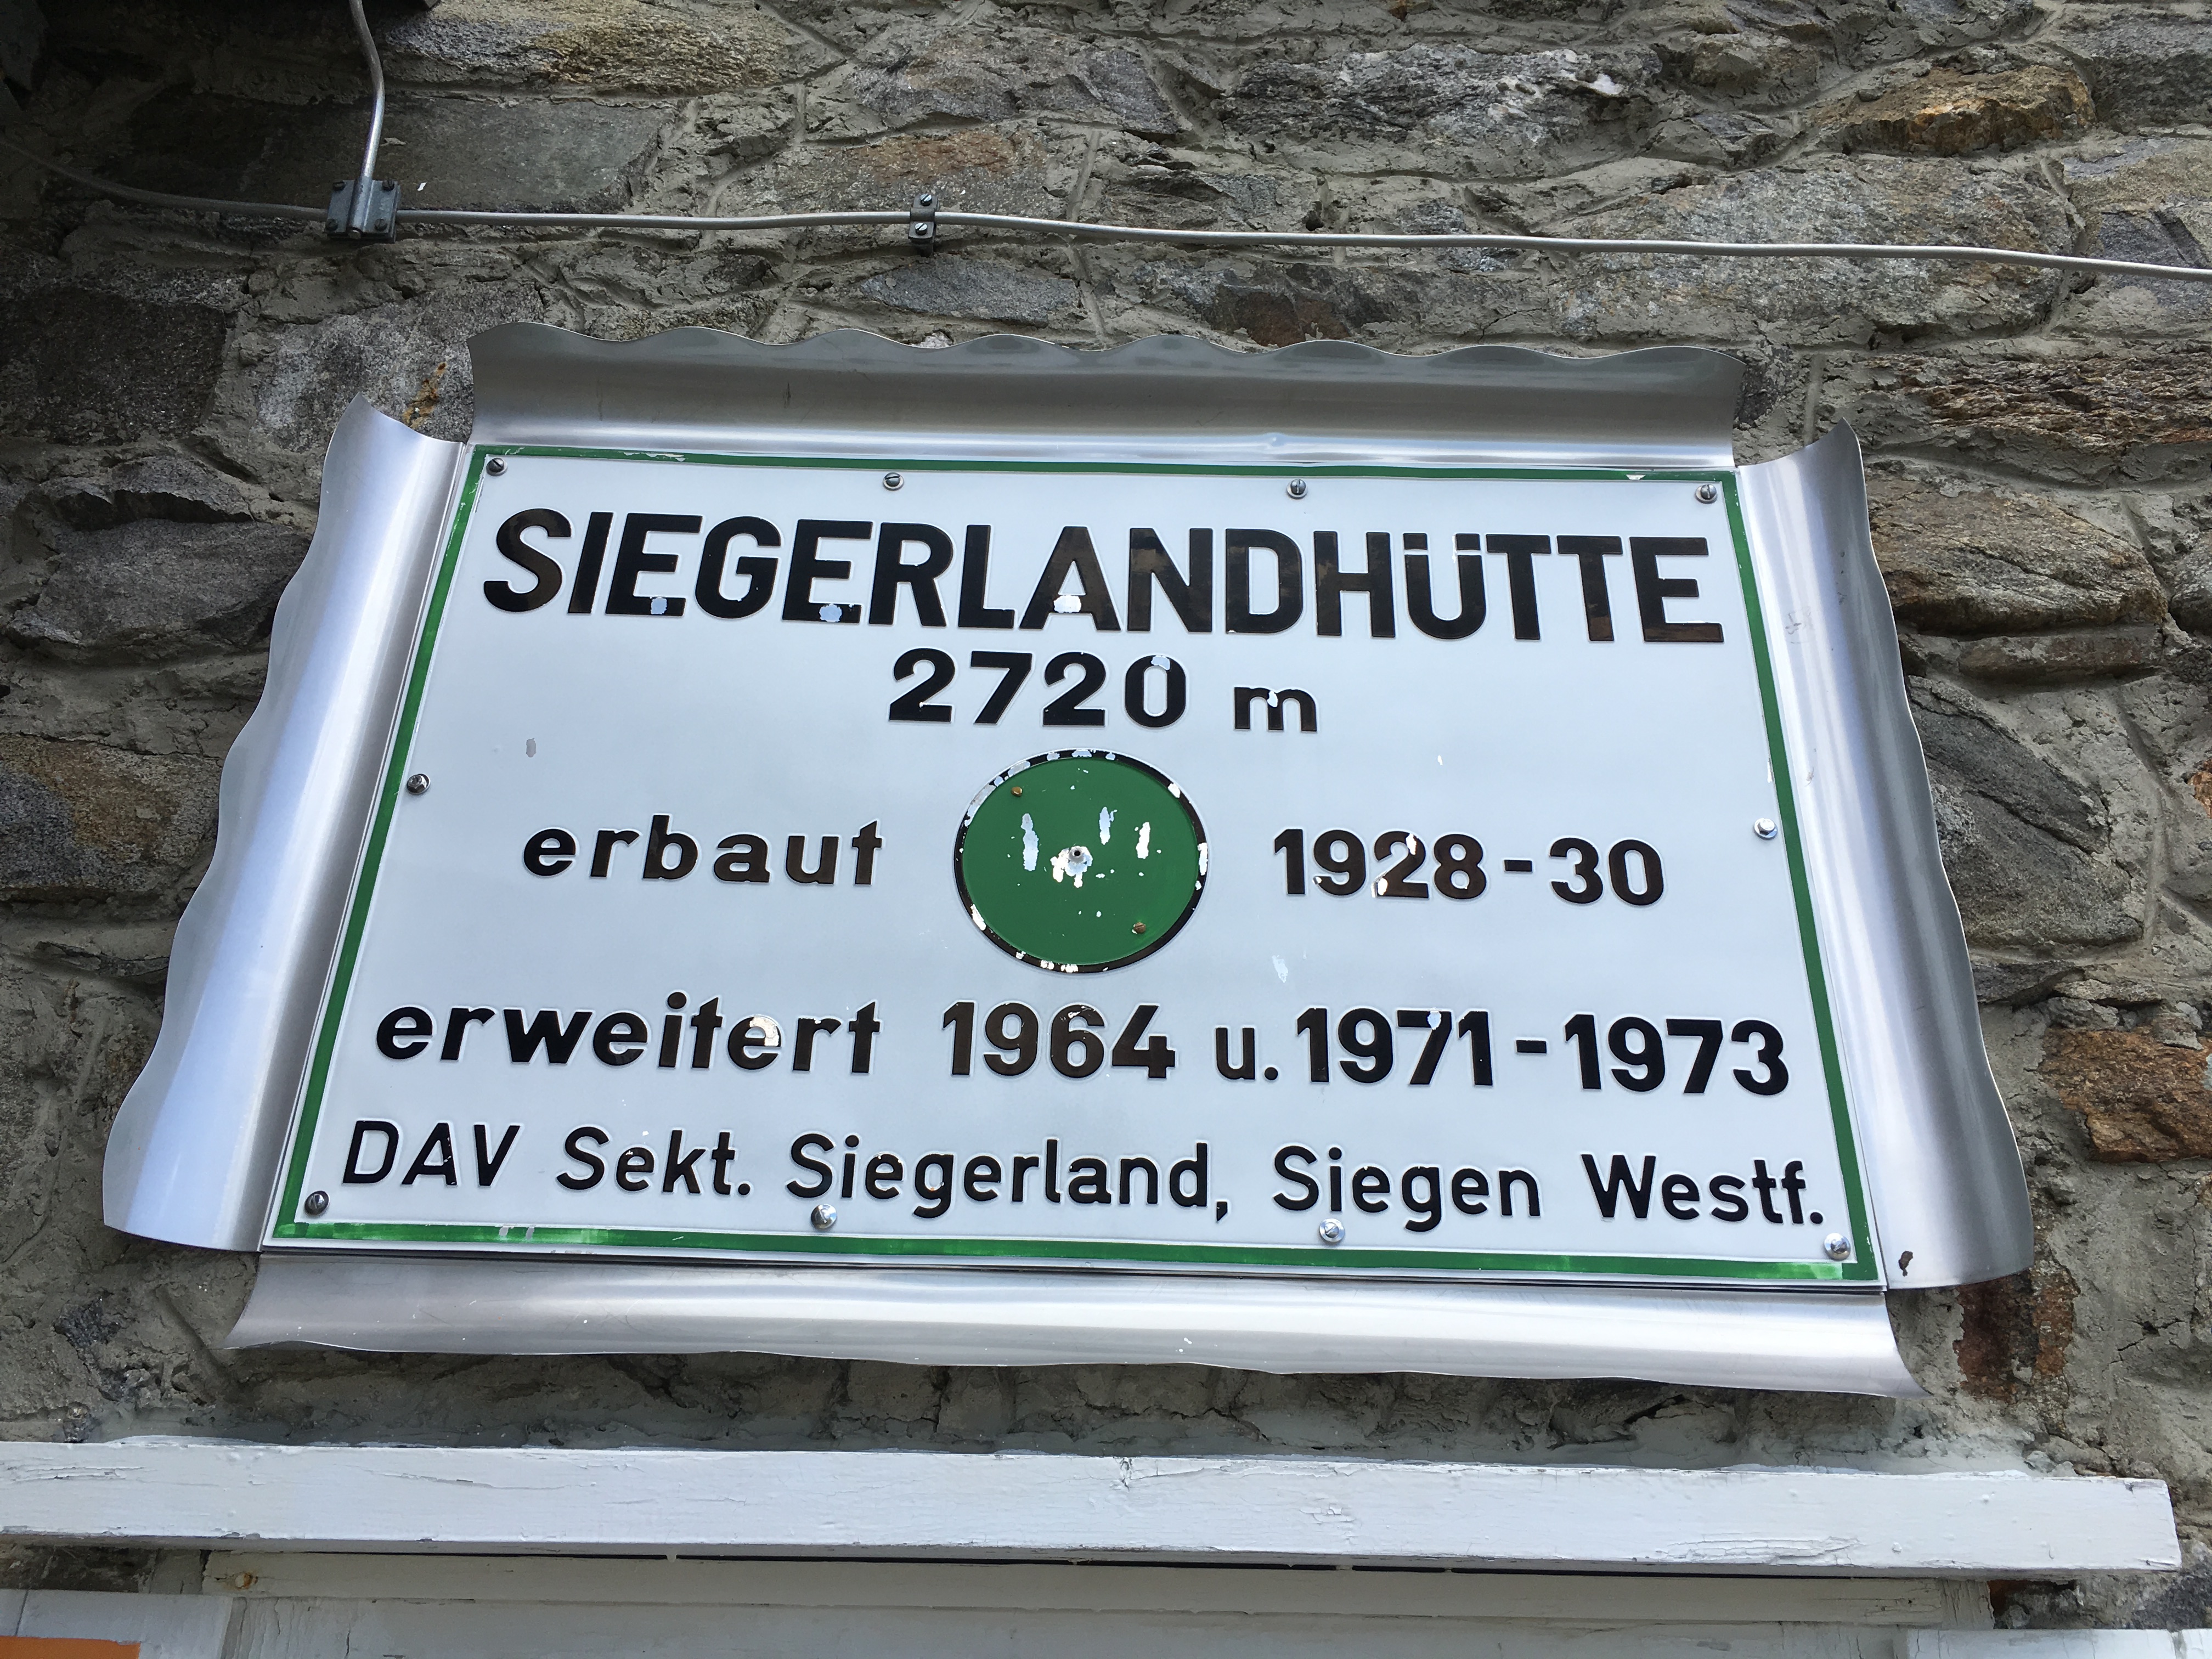 SIEGERLANDHÜTTE
2720 m
erbaut 1928-30
erweitert 1964 u. 1971-1973
DAV Sekt. Siegerland, Siegen Westf.